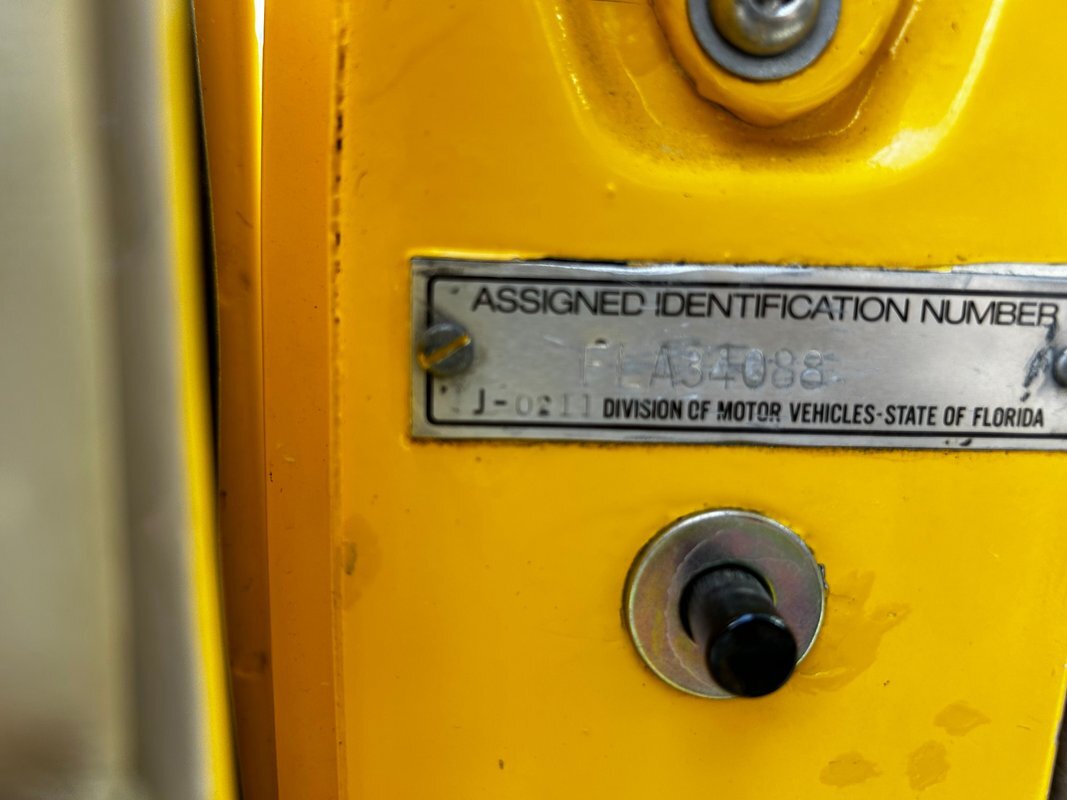 ASSIGNED IDENTIFICATION NUMBER
FLA34088
J-0211 DIVISION OF MOTOR VEHICLES-STATE OF FLORIDA